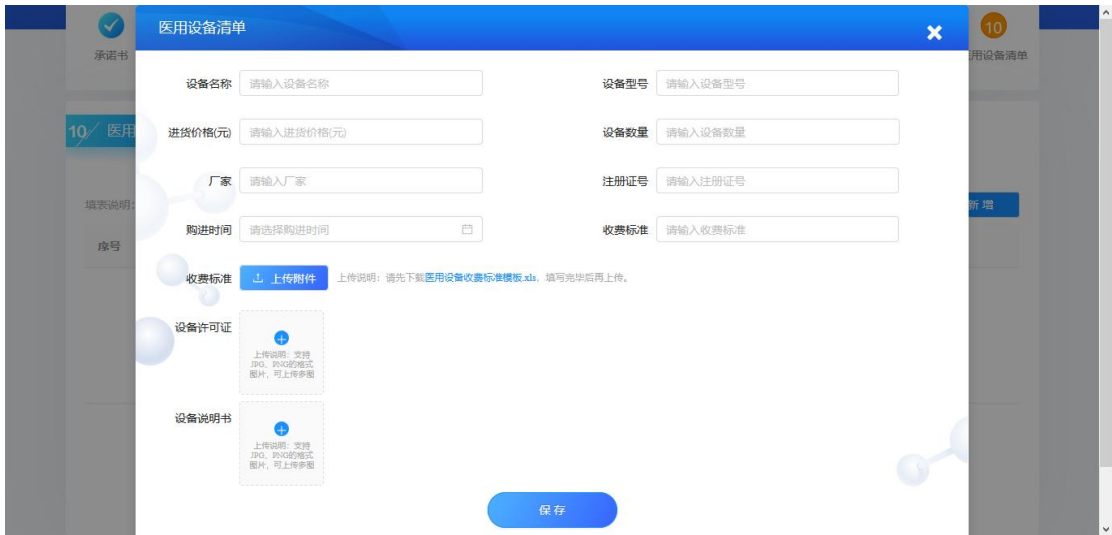 医用设备清单
10
承诺书
用设备清单
设备名称 请输入设备名称 设备型号 请输入设备型号
10/ 医用
进货价格(元) 请输入进货价格(元) 设备数量 请输入设备数量
厂家 请输入厂家 注册证号 请输入注册证号
填表说明:
新增
购进时间 请选择购进时间 收费标准 请输入收费标准
序号
收费标准 上传附件 上传说明：请先下载医用设备收费标准模板.xls，填写完毕后再上传。
设备许可证
上传说明：支持
JPG、PNG的格式
图片，可上传多图
设备说明书
上传说明：支持
JPG、PNG的格式
图片，可上传多图
保存